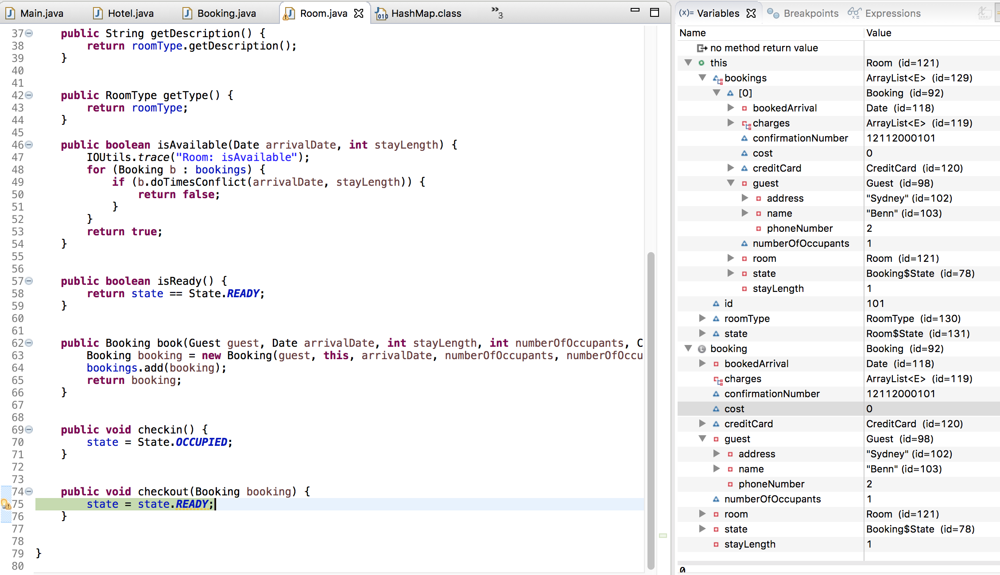 Main.java Hotel.java Booking.java Room.java HashMap.class »3
37 public String getDescription() {
38 return roomType.getDescription();
39 }
40
41
42 public RoomType getType() {
43 return roomType;
44 }
45
46 public boolean isAvailable(Date arrivalDate, int stayLength) {
47 IOUtils.trace("Room: isAvailable");
48 for (Booking b : bookings) {
49 if (b.doTimesConflict(arrivalDate, stayLength)) {
50 return false;
51 }
52 }
53 return true;
54 }
55
56
57 public boolean isReady() {
58 return state == State.READY;
59 }
60
61
62 public Booking book(Guest guest, Date arrivalDate, int stayLength, int numberOfOccupants, C
63 Booking booking = new Booking(guest, this, arrivalDate, numberOfOccupants, numberOfOccu
64 bookings.add(booking);
65 return booking;
66 }
67
68
69 public void checkin() {
70 state = State.OCCUPIED;
71 }
72
73
74 public void checkout(Booking booking) {
75 state = state.READY;
76 }
77
78
79 }
80
(x)= Variables Breakpoints Expressions
Name Value
no method return value
this Room (id=121)
bookings ArrayList<E> (id=129)
[0] Booking (id=92)
bookedArrival Date (id=118)
charges ArrayList<E> (id=119)
confirmationNumber 12112000101
cost 0
creditCard CreditCard (id=120)
guest Guest (id=98)
address "Sydney" (id=102)
name "Benn" (id=103)
phoneNumber 2
numberOfOccupants 1
room Room (id=121)
state Booking$State (id=78)
stayLength 1
id 101
roomType RoomType (id=130)
state Room$State (id=131)
booking Booking (id=92)
bookedArrival Date (id=118)
charges ArrayList<E> (id=119)
confirmationNumber 12112000101
cost 0
creditCard CreditCard (id=120)
guest Guest (id=98)
address "Sydney" (id=102)
name "Benn" (id=103)
phoneNumber 2
numberOfOccupants 1
room Room (id=121)
state Booking$State (id=78)
stayLength 1
0